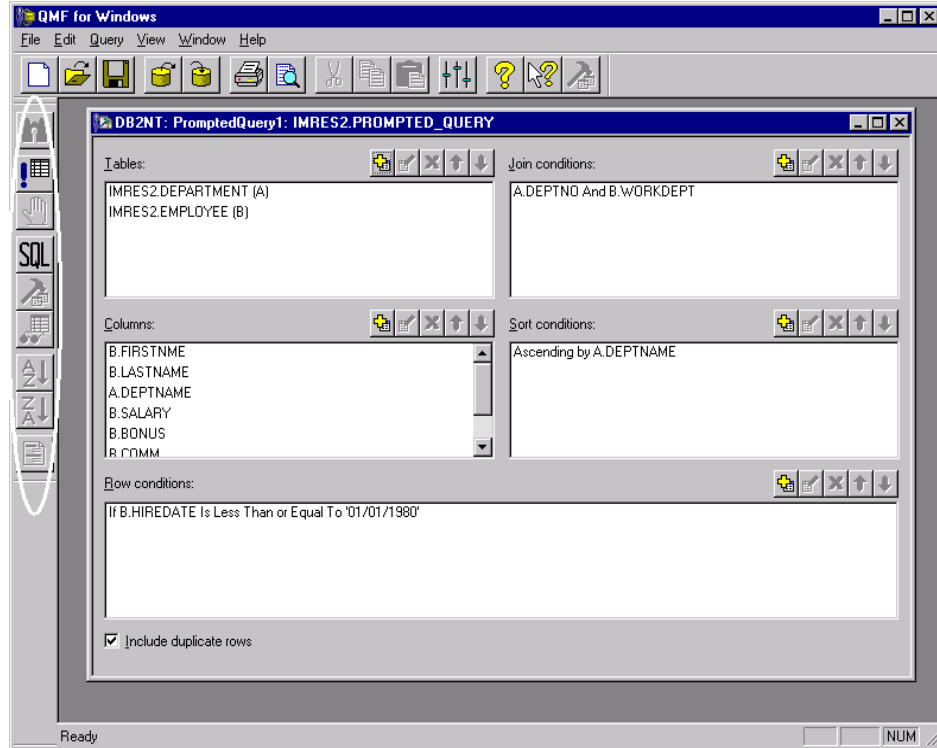 QMF for Windows
File Edit Query View Window Help
DB2NT: PromptedQuery1: IMRES2.PROMPTED_QUERY
Tables:
IMRES2.DEPARTMENT (A)
IMRES2.EMPLOYEE (B)
Join conditions:
A.DEPTNO And B.WORKDEPT
SQL
Columns:
B.FIRSTNME
B.LASTNAME
A.DEPTNAME
B.SALARY
B.BONUS
B.COMM
Sort conditions:
Ascending by A.DEPTNAME
A
Z
Z
A
Row conditions:
If B.HIREDATE Is Less Than or Equal To '01/01/1980'
Include duplicate rows
Ready
NUM